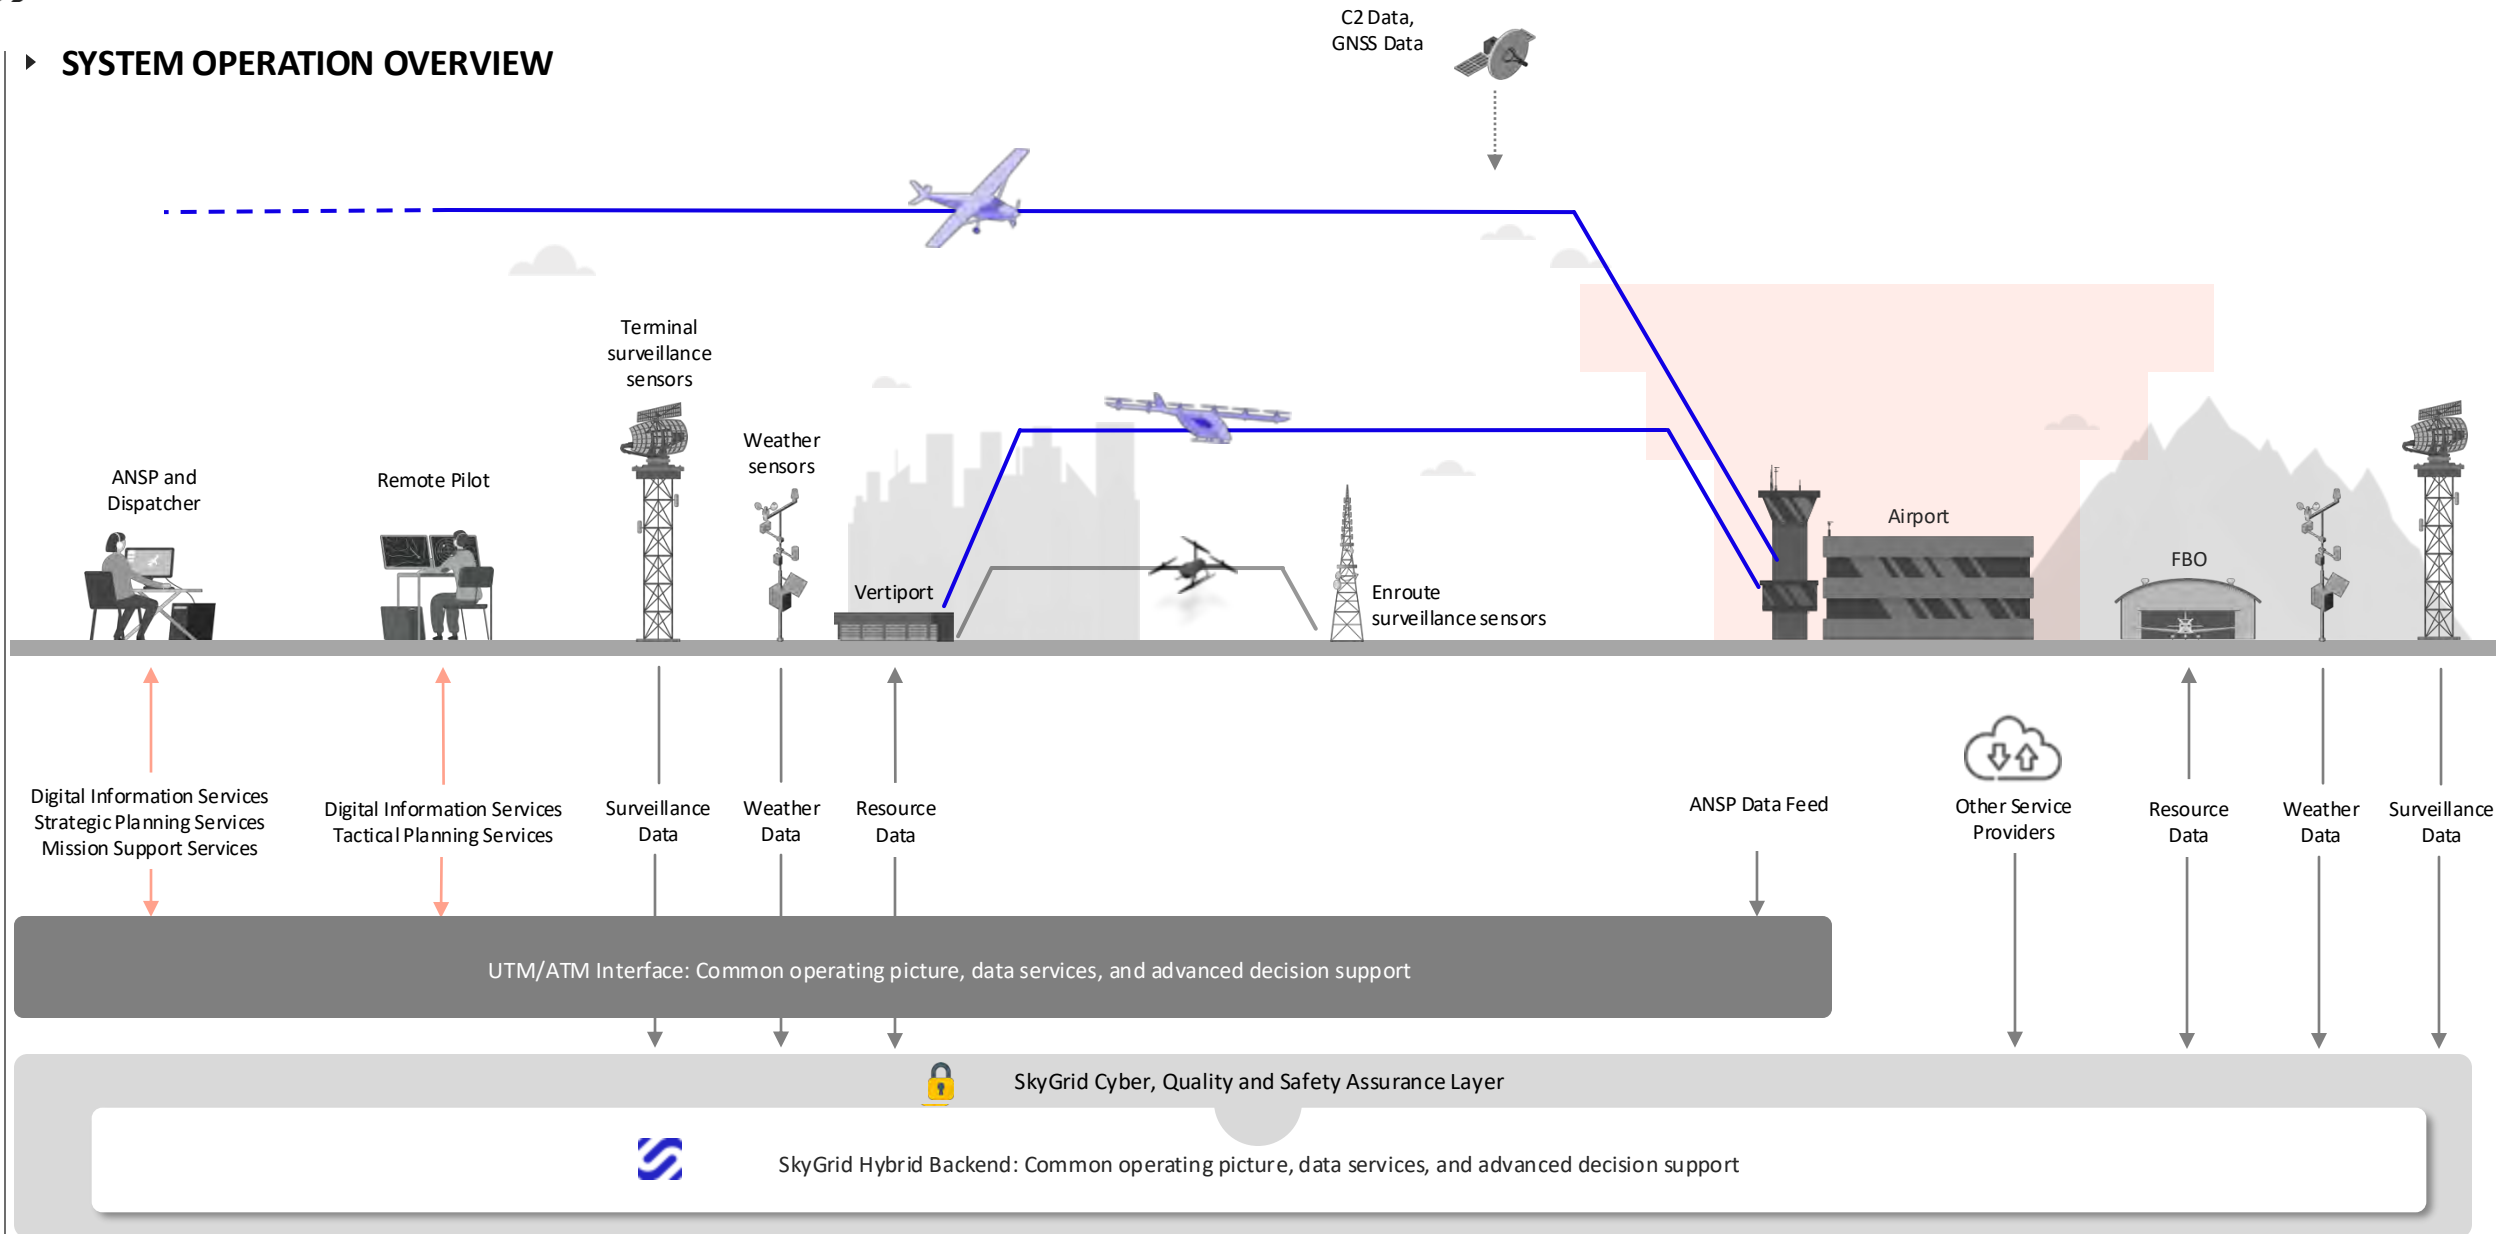 SYSTEM OPERATION OVERVIEW
C2 Data,
GNSS Data
Terminal
surveillance
sensors
Weather
sensors
ANSP and
Dispatcher
Remote Pilot
Vertiport
Enroute
surveillance sensors
Airport
FBO
Digital Information Services
Strategic Planning Services
Mission Support Services
Digital Information Services
Tactical Planning Services
Surveillance
Data
Weather
Data
Resource
Data
ANSP Data Feed
Other Service
Providers
Resource
Data
Weather
Data
Surveillance
Data
UTM/ATM Interface: Common operating picture, data services, and advanced decision support
SkyGrid Cyber, Quality and Safety Assurance Layer
SkyGrid Hybrid Backend: Common operating picture, data services, and advanced decision support